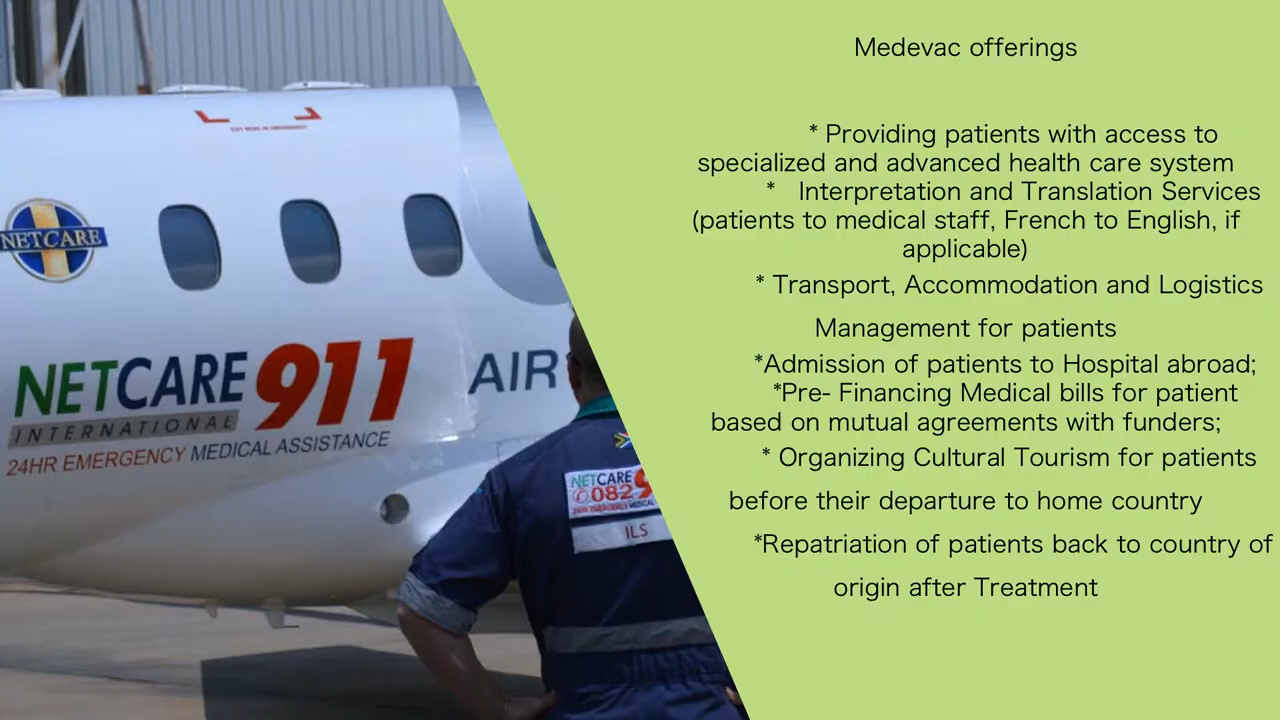 Medevac offerings
* Providing patients with access to
specialized and advanced health care system
* Interpretation and Translation Services
(patients to medical staff, French to English, if
applicable)
* Transport, Accommodation and Logistics
Management for patients
*Admission of patients to Hospital abroad;
*Pre- Financing Medical bills for patient
based on mutual agreements with funders;
* Organizing Cultural Tourism for patients
before their departure to home country
*Repatriation of patients back to country of
origin after Treatment
NETCARE
NETCARE 911
INTERNATIONAL
24HR EMERGENCY MEDICAL ASSISTANCE
AIR
NETCARE
082
ILS